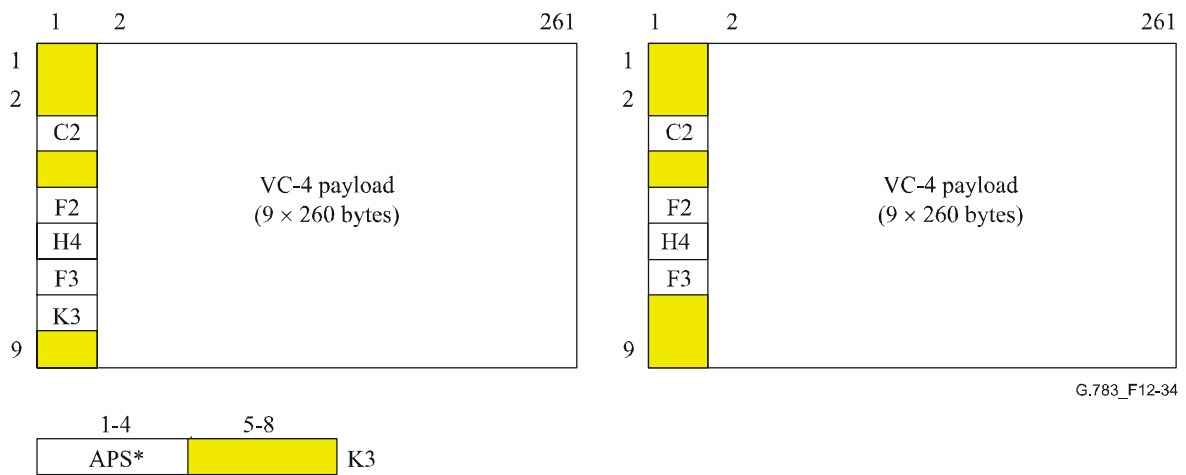 1 2 261
1
2
C2
F2
H4
F3
K3
9
VC-4 payload
(9 × 260 bytes)
1 2 261
1
2
C2
F2
H4
F3
9
VC-4 payload
(9 × 260 bytes)
G.783_F12-34
1-4 5-8
APS* K3